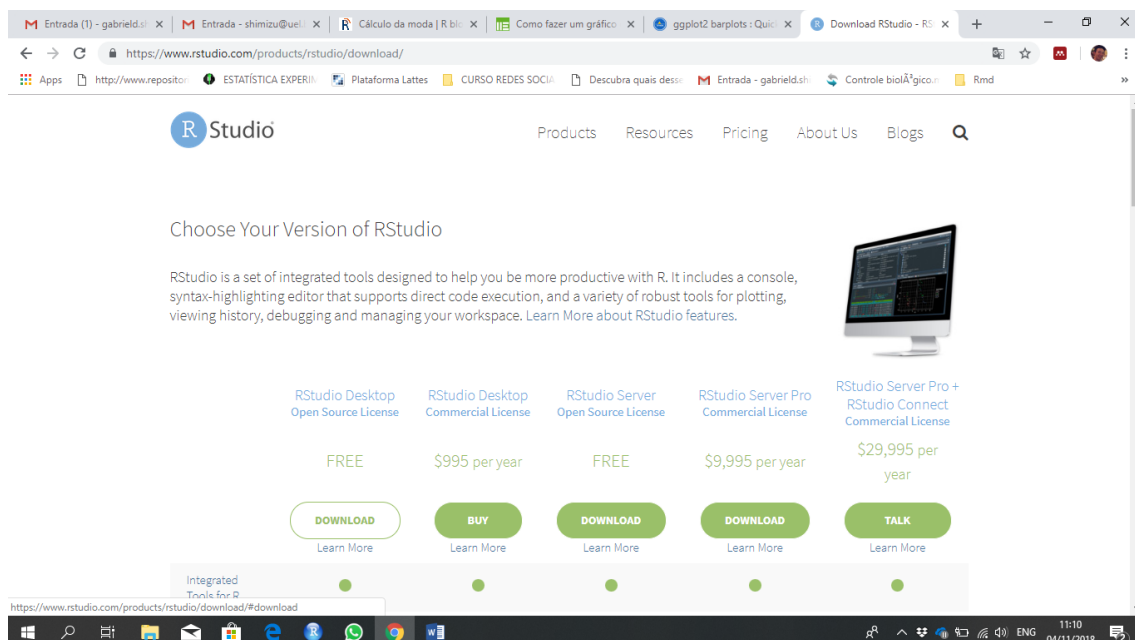 Entrada (1) - gabrield.sh
Entrada - shimizu@uel.
Cálculo da moda | R blo
Como fazer um gráfico
ggplot2 barplots : Quic
Download RStudio - RS
https://www.rstudio.com/products/rstudio/download/
Apps
http://www.repositori
ESTATÍSTICA EXPERIM
Plataforma Lattes
CURSO REDES SOCIA
Descubra quais desse
Entrada - gabrield.sh
Controle biolÃ³gico.r
Rmd
»
R Studio
Products
Resources
Pricing
About Us
Blogs
Choose Your Version of RStudio
RStudio is a set of integrated tools designed to help you be more productive with R. It includes a console,
syntax-highlighting editor that supports direct code execution, and a variety of robust tools for plotting,
viewing history, debugging and managing your workspace. Learn More about RStudio features.
RStudio Desktop
Open Source License
FREE
DOWNLOAD
Learn More
RStudio Desktop
Commercial License
$995 per year
BUY
Learn More
RStudio Server
Open Source License
FREE
DOWNLOAD
Learn More
RStudio Server Pro
Commercial License
$9,995 per year
DOWNLOAD
Learn More
RStudio Server Pro +
RStudio Connect
Commercial License
$29,995 per
year
TALK
Learn More
Integrated
Tools for R
https://www.rstudio.com/products/rstudio/download/#download
ENG
11:10
04/11/2018